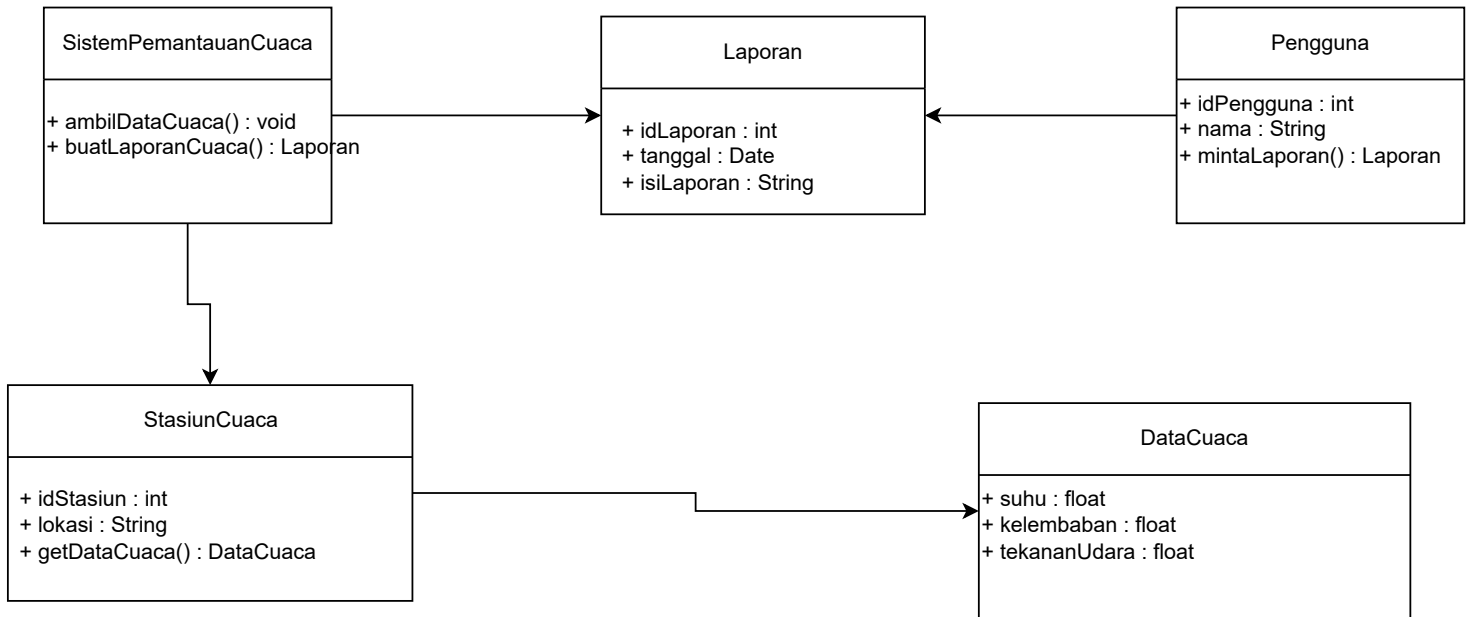 SistemPemantauanCuaca
+ ambilDataCuaca() : void
+ buatLaporanCuaca() : Laporan
Laporan
+ idLaporan : int
+ tanggal : Date
+ isiLaporan : String
Pengguna
+ idPengguna : int
+ nama : String
+ mintaLaporan() : Laporan
StasiunCuaca
+ idStasiun : int
+ lokasi : String
+ getDataCuaca() : DataCuaca
DataCuaca
+ suhu : float
+ kelembaban : float
+ tekananUdara : float